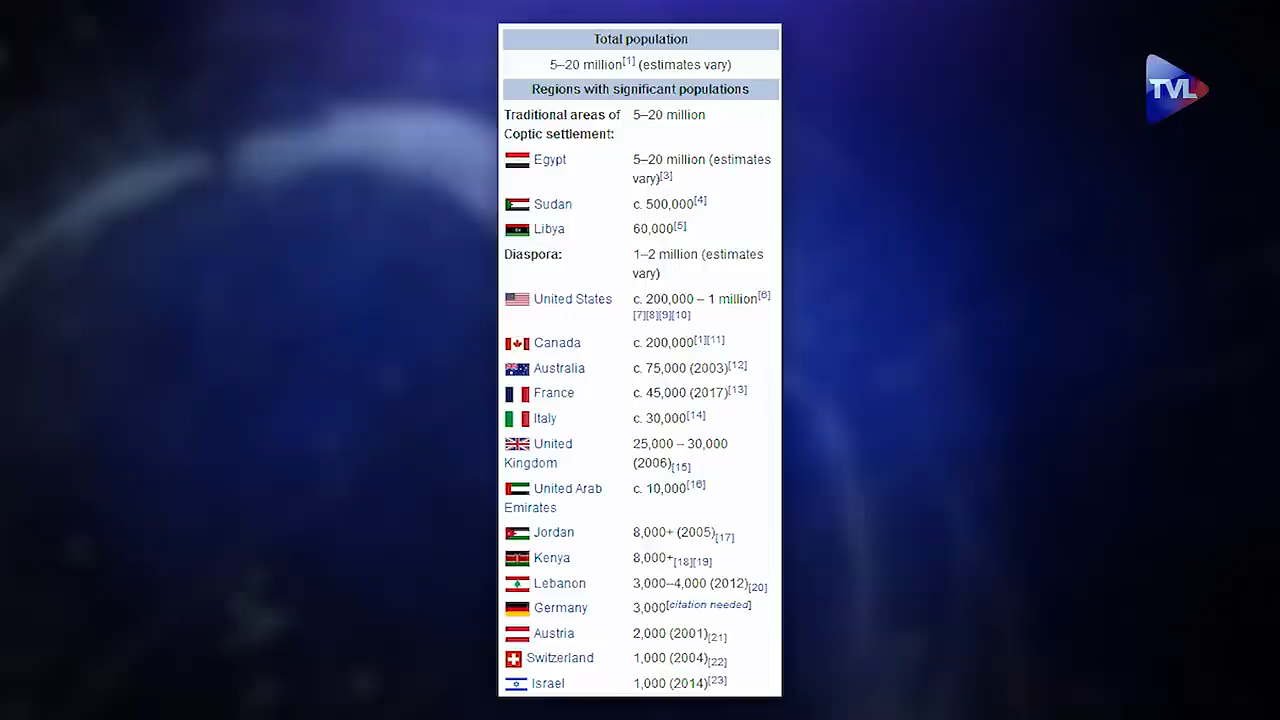 Total population
5–20 million[1] (estimates vary)
Regions with significant populations
Traditional areas of 5–20 million
Coptic settlement:
Egypt 5–20 million (estimates
vary)[3]
Sudan c. 500,000[4]
Libya 60,000[5]
Diaspora: 1–2 million (estimates
vary)
United States c. 200,000 – 1 million[6]
[7][8][9][10]
Canada c. 200,000[1][11]
Australia c. 75,000 (2003)[12]
France c. 45,000 (2017)[13]
Italy c. 30,000[14]
United 25,000 – 30,000
Kingdom (2006)[15]
United Arab c. 10,000[16]
Emirates
Jordan 8,000+ (2005)[17]
Kenya 8,000+[18][19]
Lebanon 3,000–4,000 (2012)[20]
Germany 3,000[citation needed]
Austria 2,000 (2001)[21]
Switzerland 1,000 (2004)[22]
Israel 1,000 (2014)[23]
TVL